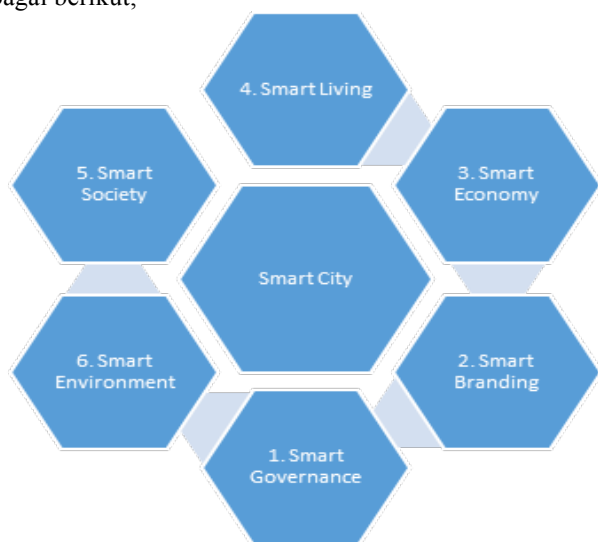 bagai berikut;
4. Smart Living
5. Smart
Society
3. Smart
Economy
Smart City
6. Smart
Environment
2. Smart
Branding
1. Smart
Governance